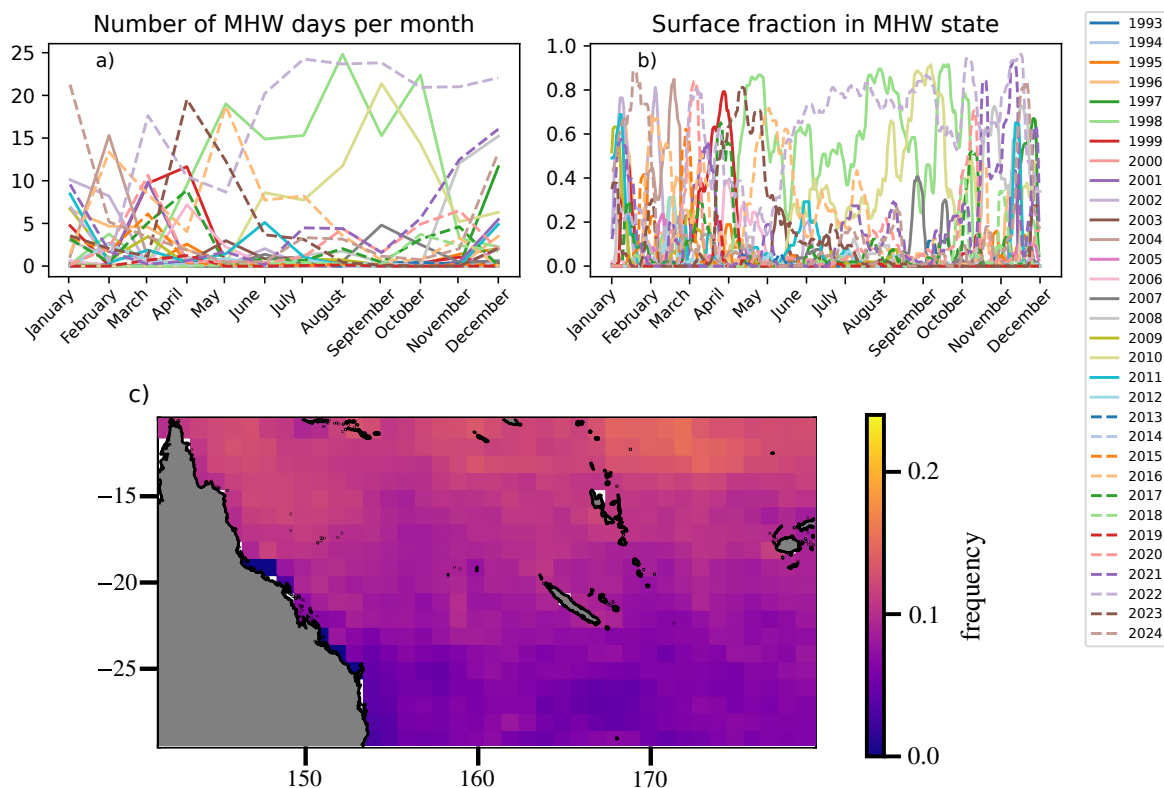 Number of MHW days per month
a)
25
20
15
10
5
0
January
February
March
April
May
June
July
August
September
October
November
December
Surface fraction in MHW state
b)
1.0
0.8
0.6
0.4
0.2
0.0
January
February
March
April
May
June
July
August
September
October
November
December
1993
1994
1995
1996
1997
1998
1999
2000
2001
2002
2003
2004
2005
2006
2007
2008
2009
2010
2011
2012
2013
2014
2015
2016
2017
2018
2019
2020
2021
2022
2023
2024
c)
−15
−20
−25
150
160
170
0.2
0.1
0.0
frequency